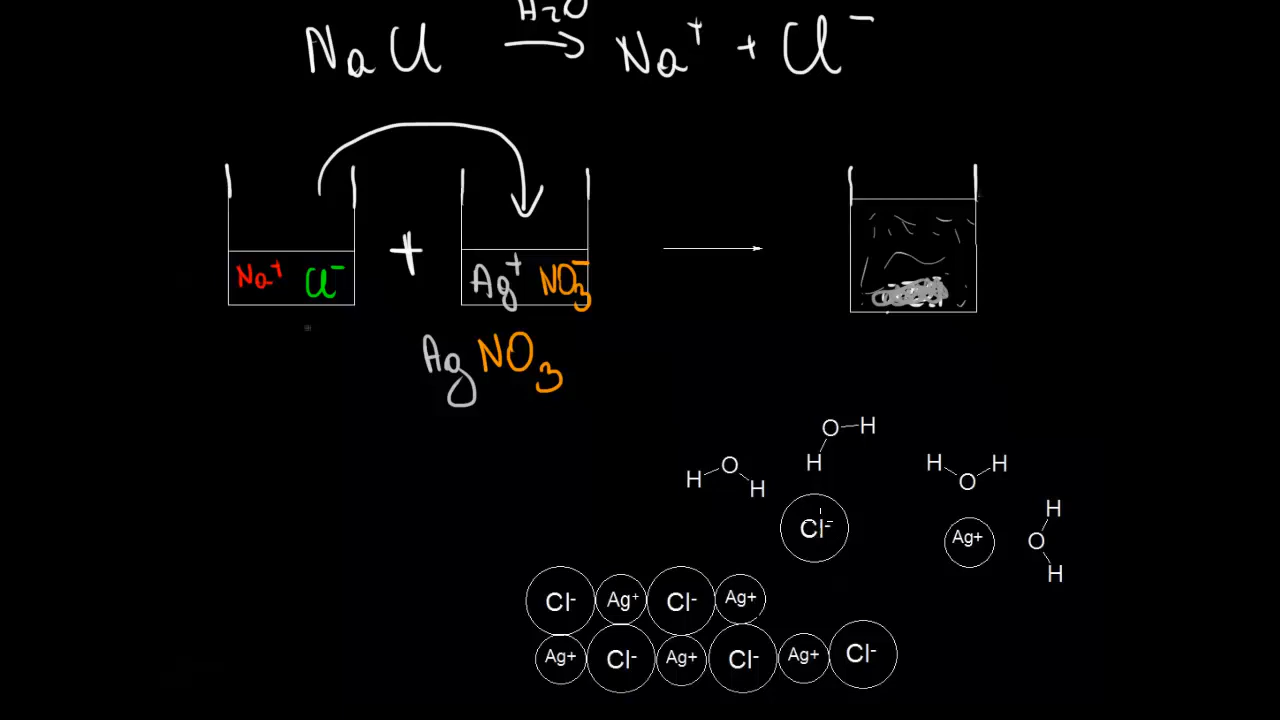 H2O
NaCl → Na⁺ + Cl⁻
Na⁺ Cl⁻ + Ag⁺ NO₃⁻
AgNO₃
O H
H
H O H
H H
O
H
O
H
Cl⁻
Ag+
Cl⁻ Ag⁺ Cl⁻ Ag+
Ag+ Cl⁻ Ag+ Cl⁻ Ag+ Cl⁻